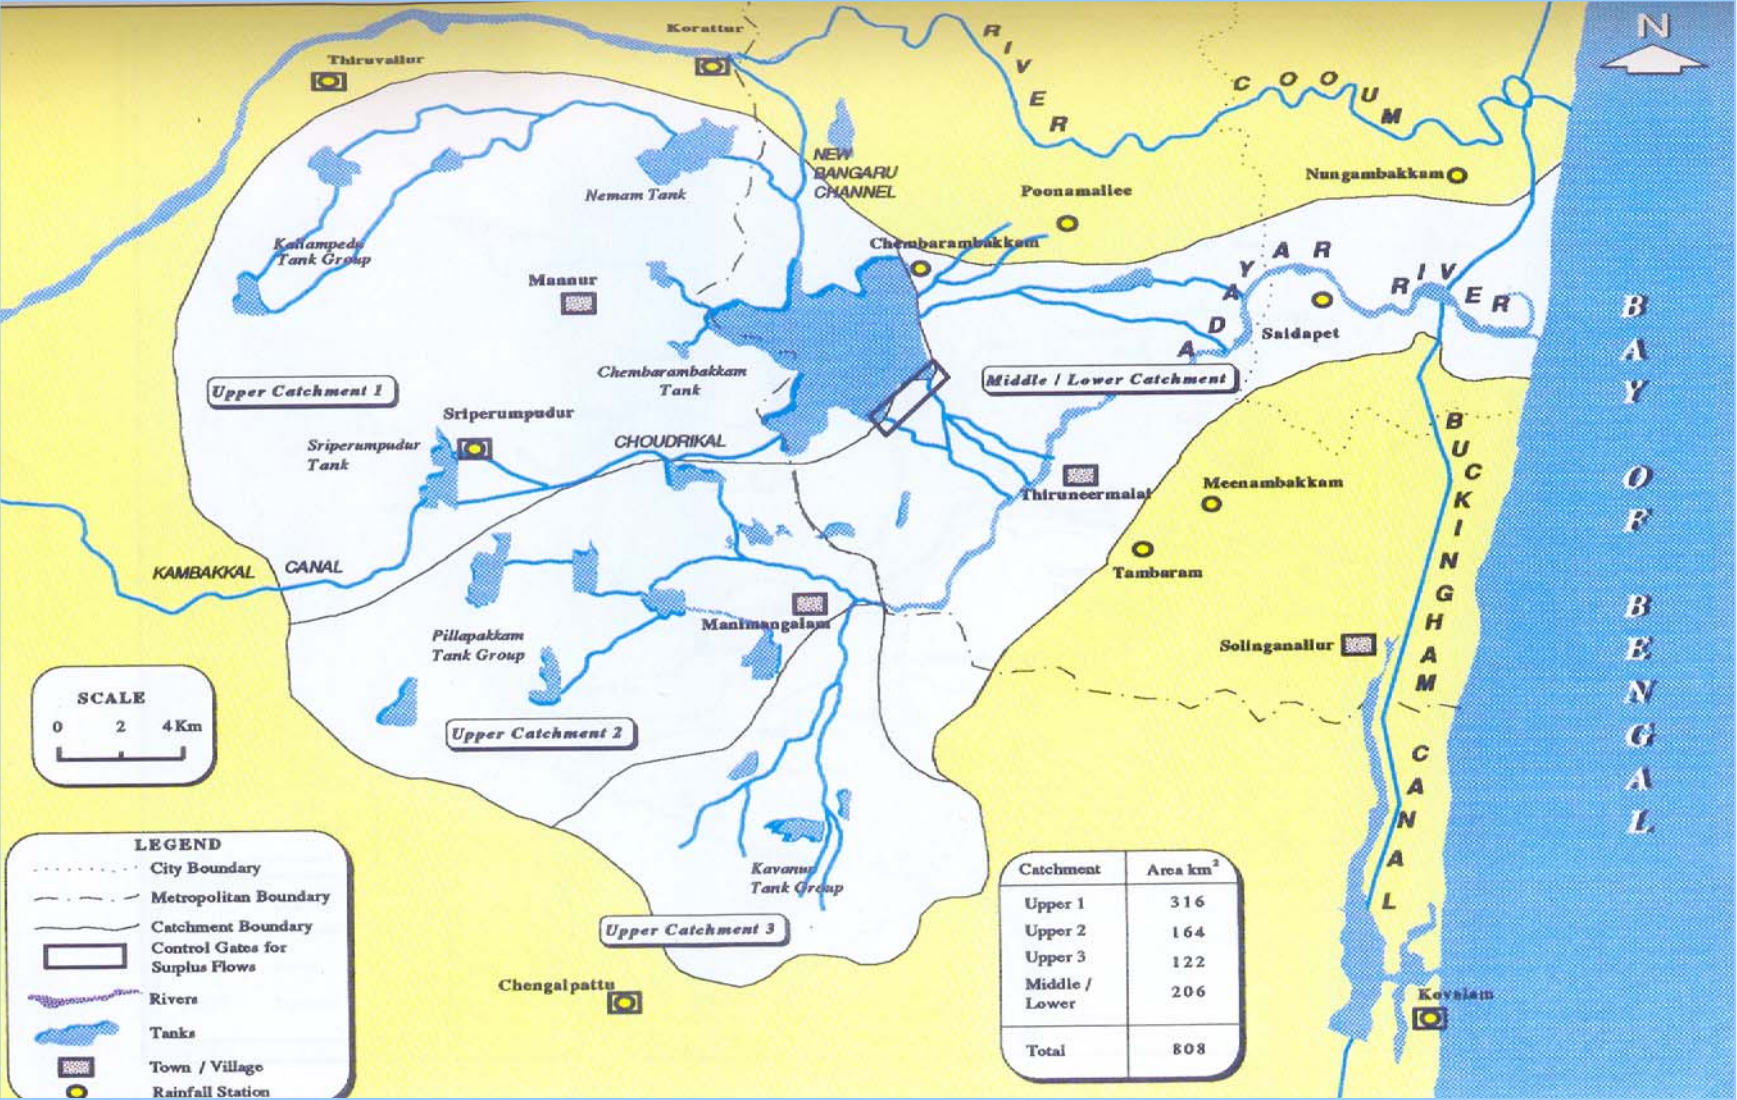 N
Korattur
Thiruvallur
RIVER
COOUM
NEW
BANGARU
CHANNEL
Nemam Tank
Nungambakkam
Poonamallee
Chembarambakkam
Kallampedu
Tank Group
Mannur
ADAYAR RIVER
Saidapet
BAY OF BENGAL
Chembarambakkam
Tank
Middle / Lower Catchment
Upper Catchment 1
Sriperumpudur
Sriperumpudur
Tank
CHOUDRIKAL
BUCKINGHAM CANAL
Thiruneermalai
Meenambakkam
KAMBAKKAL CANAL
Tambaram
Manimangalam
Pillapakkam
Tank Group
Solinganallur
Upper Catchment 2
SCALE
0 2 4 Km
Kavanur
Tank Group
Upper Catchment 3
Chengalpattu
Kovalam
LEGEND
City Boundary
Metropolitan Boundary
Catchment Boundary
Control Gates for
Surplus Flows
Rivers
Tanks
Town / Village
Rainfall Station
Catchment Area km²
Upper 1 316
Upper 2 164
Upper 3 122
Middle /
Lower 206
Total 808